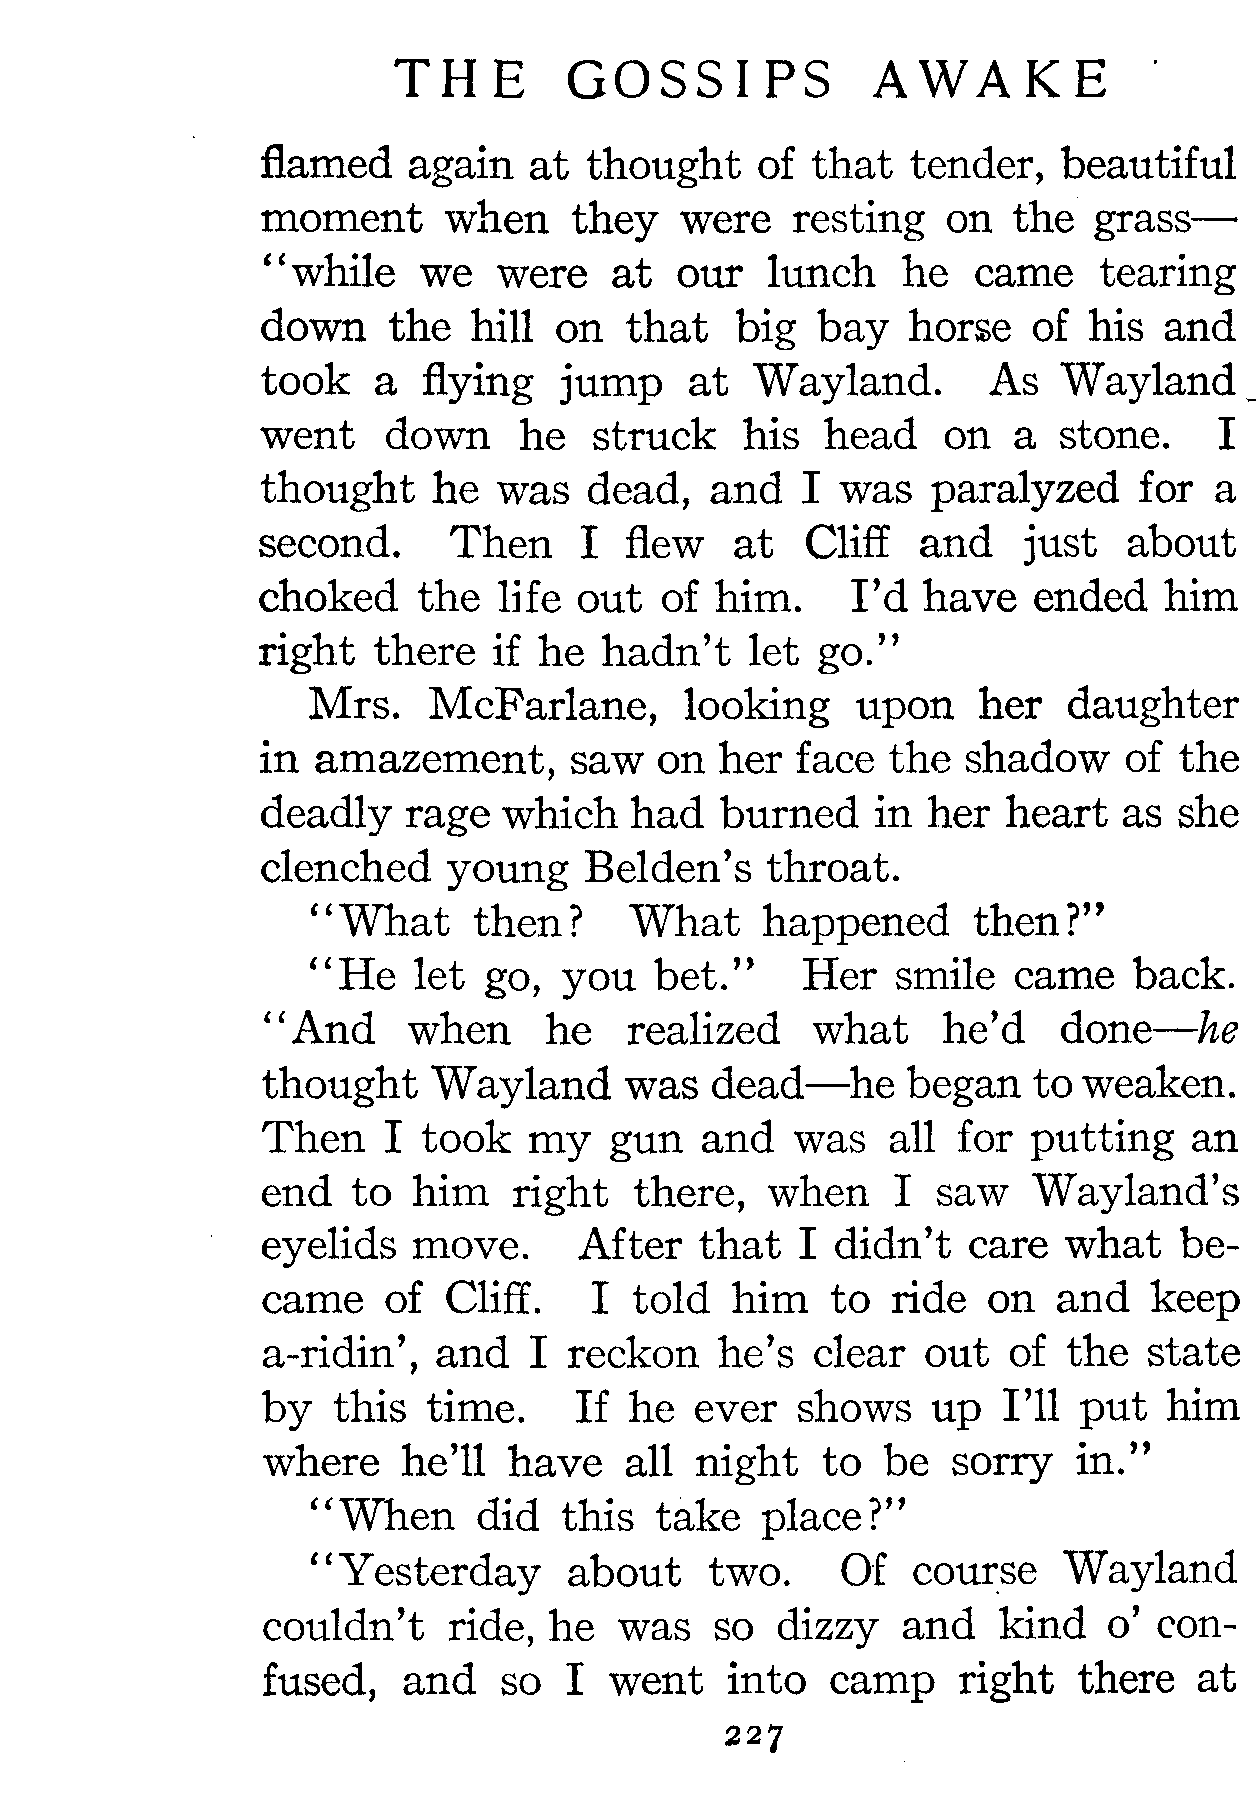 THE GOSSIPS AWAKE
flamed again at thought of that tender, beautiful
moment when they were resting on the grass—
“while we were at our lunch he came tearing
down the hill on that big bay horse of his and
took a flying jump at Wayland. As Wayland
went down he struck his head on a stone. I
thought he was dead, and I was paralyzed for a
second. Then I flew at Cliff and just about
choked the life out of him. I’d have ended him
right there if he hadn’t let go.”
Mrs. McFarlane, looking upon her daughter
in amazement, saw on her face the shadow of the
deadly rage which had burned in her heart as she
clenched young Belden’s throat.
“What then? What happened then?”
“He let go, you bet.” Her smile came back.
“And when he realized what he’d done—he
thought Wayland was dead—he began to weaken.
Then I took my gun and was all for putting an
end to him right there, when I saw Wayland’s
eyelids move. After that I didn’t care what be-
came of Cliff. I told him to ride on and keep
a-ridin’, and I reckon he’s clear out of the state
by this time. If he ever shows up I’ll put him
where he’ll have all night to be sorry in.”
“When did this take place?”
“Yesterday about two. Of course Wayland
couldn’t ride, he was so dizzy and kind o’ con-
fused, and so I went into camp right there at
227